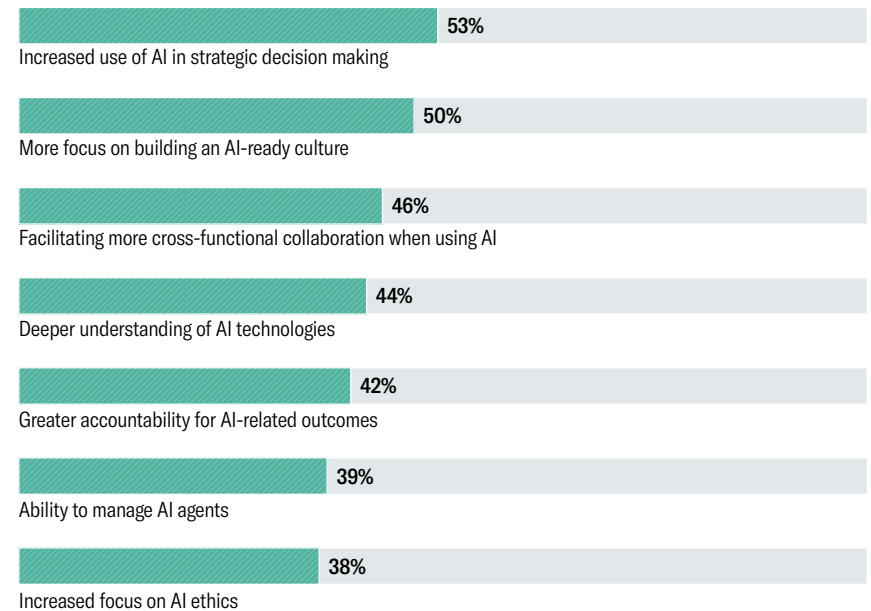 53%
Increased use of AI in strategic decision making
50%
More focus on building an AI-ready culture
46%
Facilitating more cross-functional collaboration when using AI
44%
Deeper understanding of AI technologies
42%
Greater accountability for AI-related outcomes
39%
Ability to manage AI agents
38%
Increased focus on AI ethics